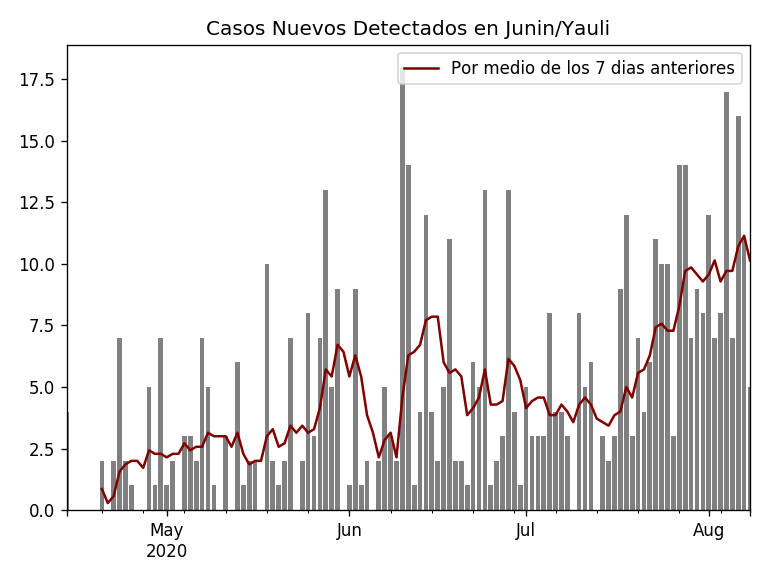 Casos Nuevos Detectados en Junin/Yauli
Por medio de los 7 dias anteriores
17.5
15.0
12.5
10.0
7.5
5.0
2.5
0.0
May
2020
Jun
Jul
Aug